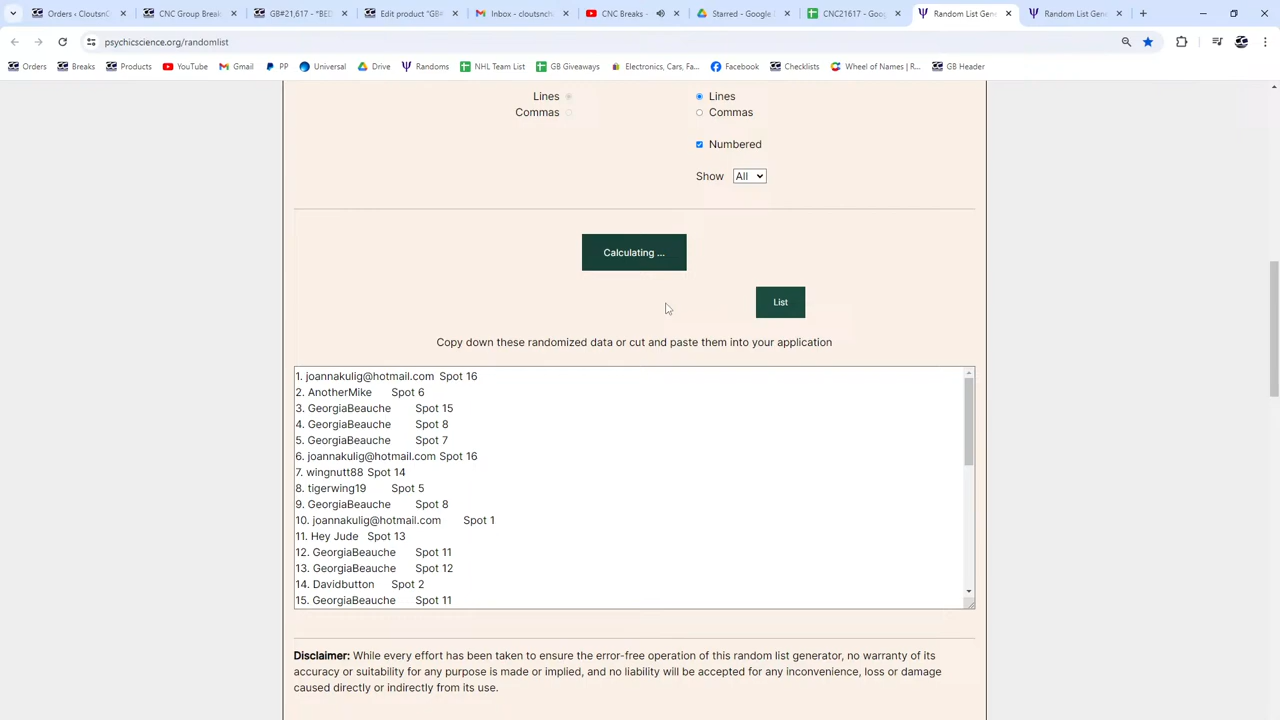 Orders • CloutsnC
CNC Group Break
GB#21,617 - *BED
Edit product "GB#
Inbox - cloutsnch
CNC Breaks -
Starred - Google
CNC21617 - Goog
Random List Gene
Random List Gene
psychicscience.org/randomlist
Orders
Breaks
Products
YouTube
Gmail
PP
Universal
Drive
Randoms
NHL Team List
GB Giveaways
Electronics, Cars, Fa...
Facebook
Checklists
Wheel of Names | R...
GB Header
Lines
Lines
Commas
Commas
Numbered
Show All
Calculating ...
List
Copy down these randomized data or cut and paste them into your application
1. joannakulig@hotmail.com Spot 16
2. AnotherMike Spot 6
3. GeorgiaBeauche Spot 15
4. GeorgiaBeauche Spot 8
5. GeorgiaBeauche Spot 7
6. joannakulig@hotmail.com Spot 16
7. wingnutt88 Spot 14
8. tigerwing19 Spot 5
9. GeorgiaBeauche Spot 8
10. joannakulig@hotmail.com Spot 1
11. Hey Jude Spot 13
12. GeorgiaBeauche Spot 11
13. GeorgiaBeauche Spot 12
14. Davidbutton Spot 2
15. GeorgiaBeauche Spot 11
Disclaimer: While every effort has been taken to ensure the error-free operation of this random list generator, no warranty of its
accuracy or suitability for any purpose is made or implied, and no liability will be accepted for any inconvenience, loss or damage
caused directly or indirectly from its use.